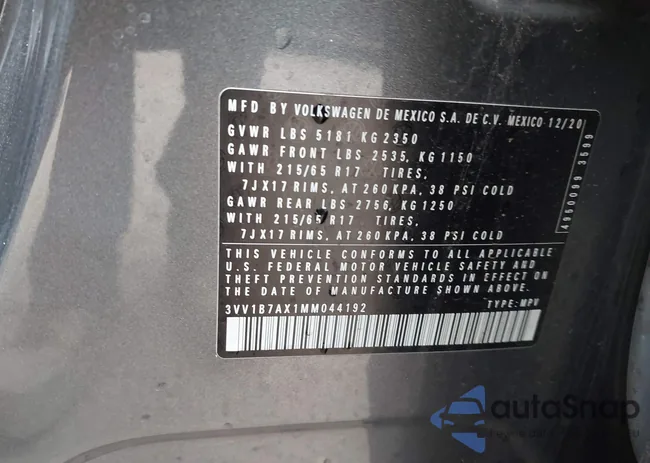 MFD BY VOLKSWAGEN DE MEXICO S.A. DE C.V. MEXICO 12/20
GVWR LBS 5181 KG 2350
GAWR FRONT LBS 2535, KG 1150
WITH 215/65 R17 TIRES,
7JX17 RIMS, AT 260 KPA, 38 PSI COLD
GAWR REAR LBS 2756, KG 1250
WITH 215/65 R17 TIRES,
7JX17 RIMS, AT 260 KPA, 38 PSI COLD
THIS VEHICLE CONFORMS TO ALL APPLICABLE
U.S. FEDERAL MOTOR VEHICLE SAFETY AND
THEFT PREVENTION STANDARDS IN EFFECT ON
THE DATE OF MANUFACTURE SHOWN ABOVE.
3VV1B7AX1MM044192 TYPE: MPV
4950099 3599
autoSnap